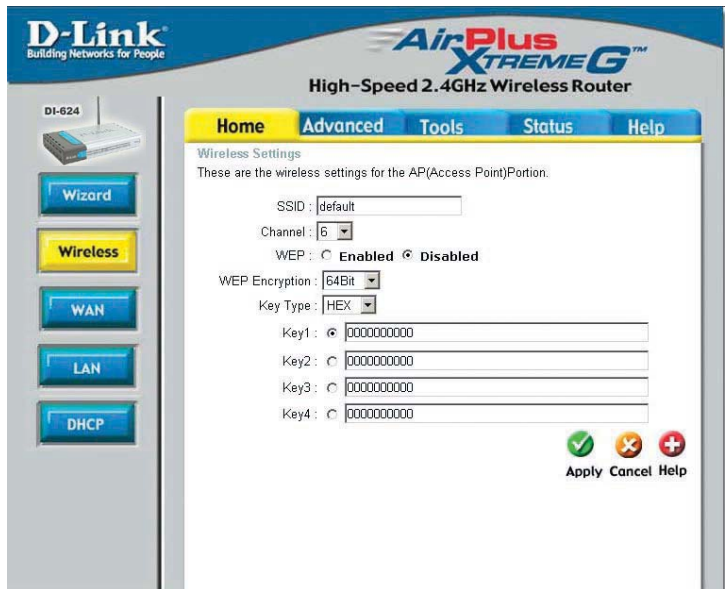 D-Link
Building Networks for People
AirPlus
XTREME G™
High-Speed 2.4GHz Wireless Router
DI-624
D-Link
Home Advanced Tools Status Help
Wireless Settings
These are the wireless settings for the AP(Access Point)Portion.
Wizard
SSID : default
Channel : 6
Wireless
WEP : Enabled Disabled
WEP Encryption : 64Bit
WAN
Key Type : HEX
Key1 : 0000000000
Key2 : 0000000000
LAN
Key3 : 0000000000
Key4 : 0000000000
DHCP
Apply Cancel Help